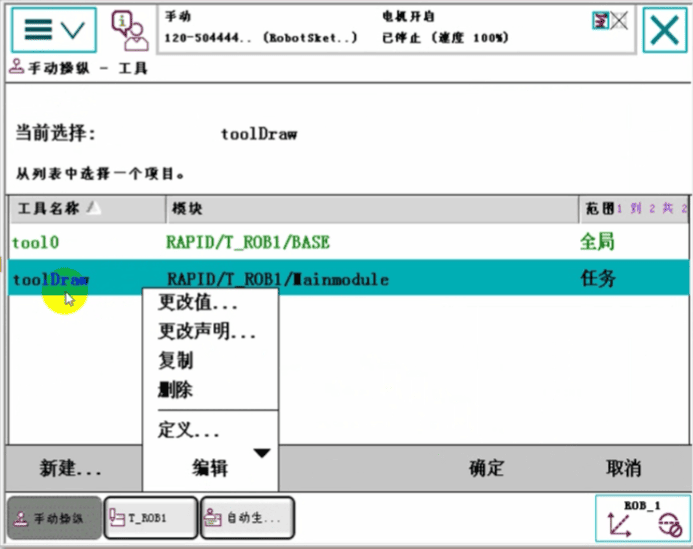 手动 电机开启
120-504444.. (RobotSket..) 已停止 (速度 100%)
手动操纵 - 工具
当前选择: toolDraw
从列表中选择一个项目。
工具名称 模块 范围1 到 2 共 2
tool0 RAPID/T_ROB1/BASE 全局
toolDraw RAPID/T_ROB1/Mainmodule 任务
更改值...
更改声明...
复制
删除
定义...
新建... 编辑 确定 取消
手动操纵 T_ROB1 自动生... ROB_1